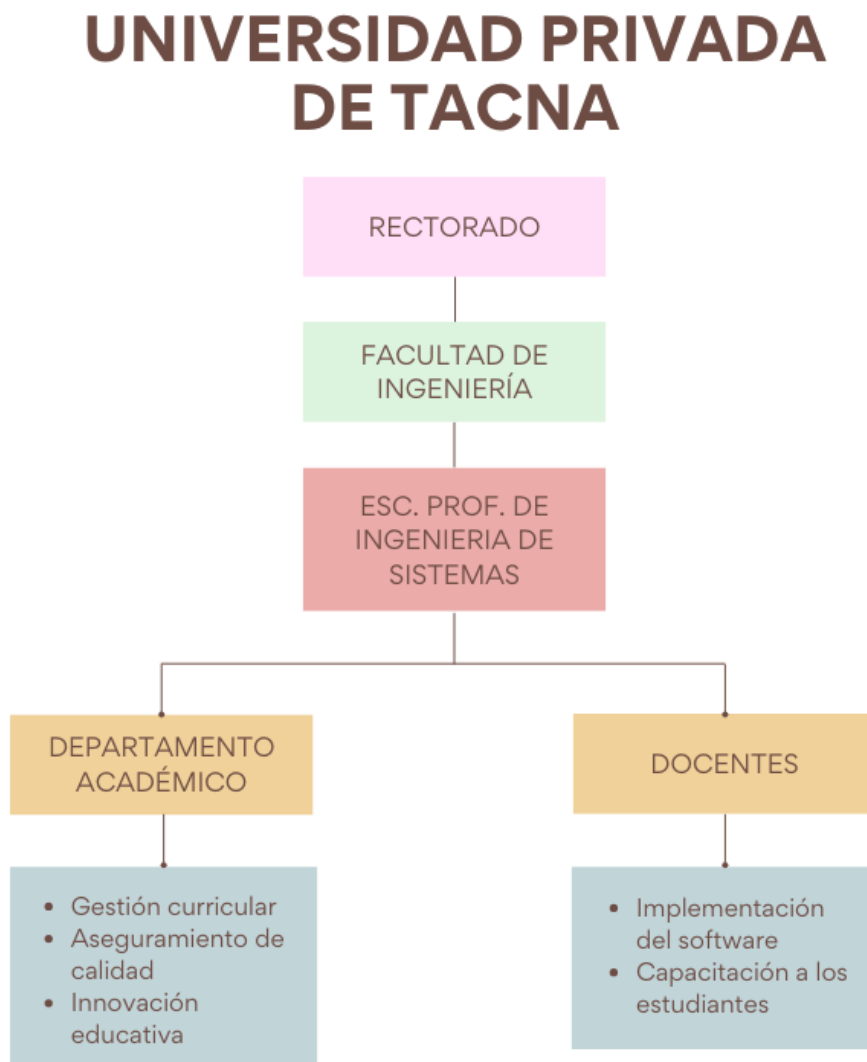 UNIVERSIDAD PRIVADA
DE TACNA
RECTORADO
FACULTAD DE
INGENIERÍA
ESC. PROF. DE
INGENIERIA DE
SISTEMAS
DEPARTAMENTO
ACADÉMICO
• Gestión curricular
• Aseguramiento de
calidad
• Innovación
educativa
DOCENTES
• Implementación
del software
• Capacitación a los
estudiantes